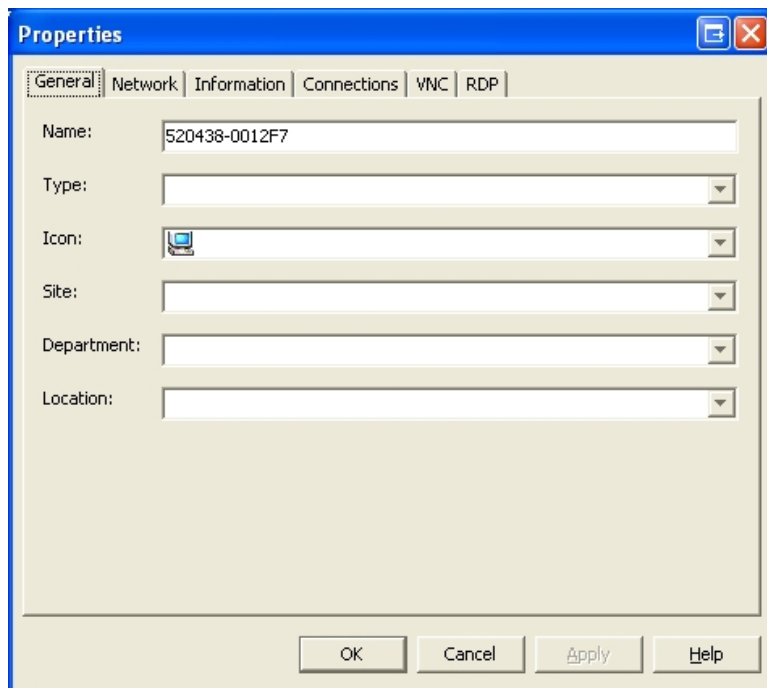 Properties
General Network Information Connections VNC RDP
Name: 520438-0012F7
Type:
Icon:
Site:
Department:
Location:
OK Cancel Apply Help